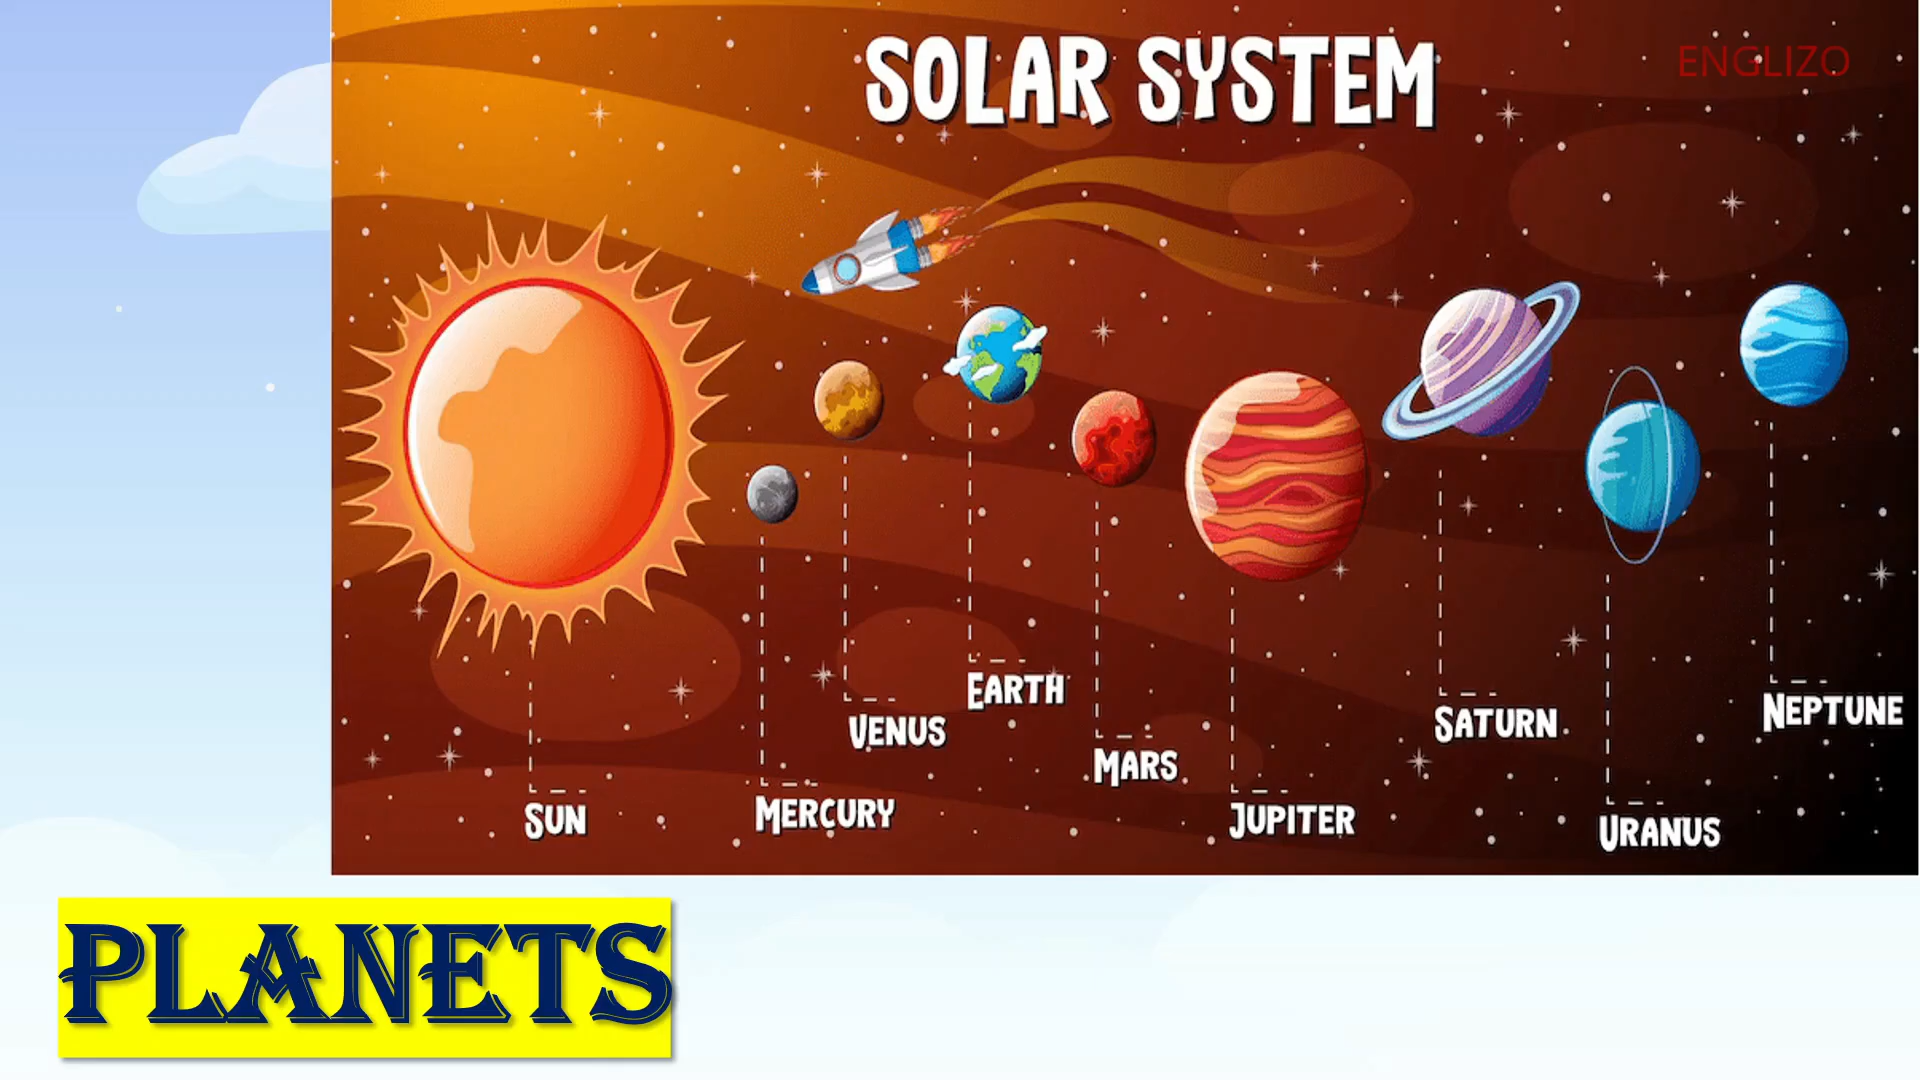 SOLAR SYSTEM
ENGLIZO
EARTH
VENUS
SATURN
NEPTUNE
MARS
SUN
MERCURY
JUPITER
URANUS
PLANETS